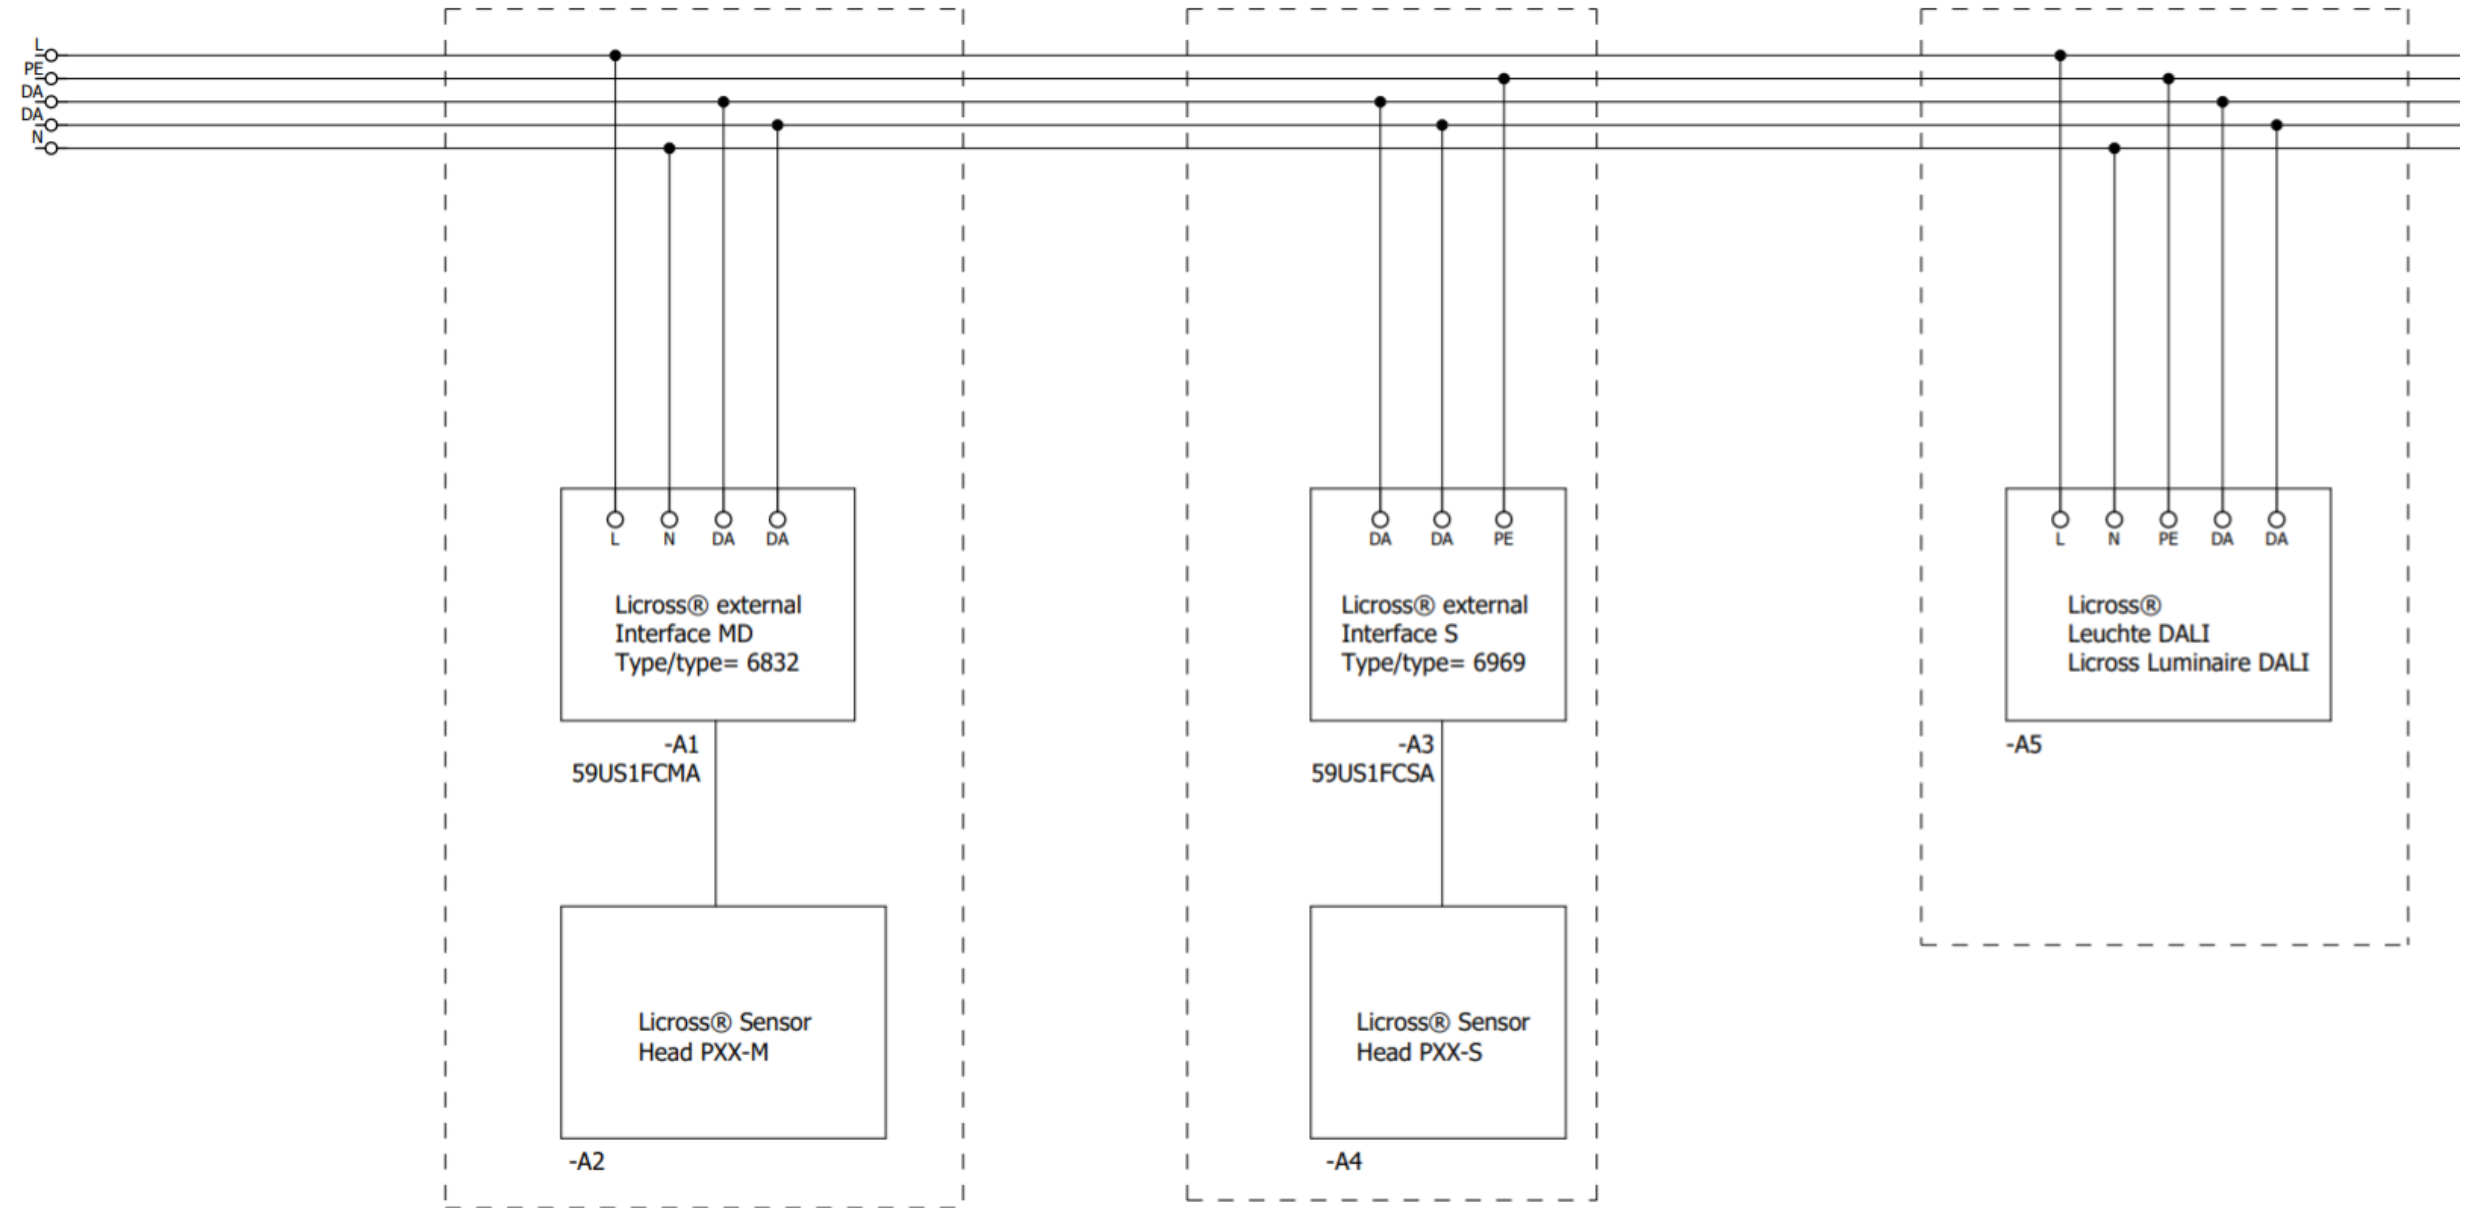 L
PE
DA
DA
N
L N DA DA
Licross® external
Interface MD
Type/type= 6832
-A1
59US1FCMA
Licross® Sensor
Head PXX-M
-A2
DA DA PE
Licross® external
Interface S
Type/type= 6969
-A3
59US1FCSA
Licross® Sensor
Head PXX-S
-A4
L N PE DA DA
Licross®
Leuchte DALI
Licross Luminaire DALI
-A5